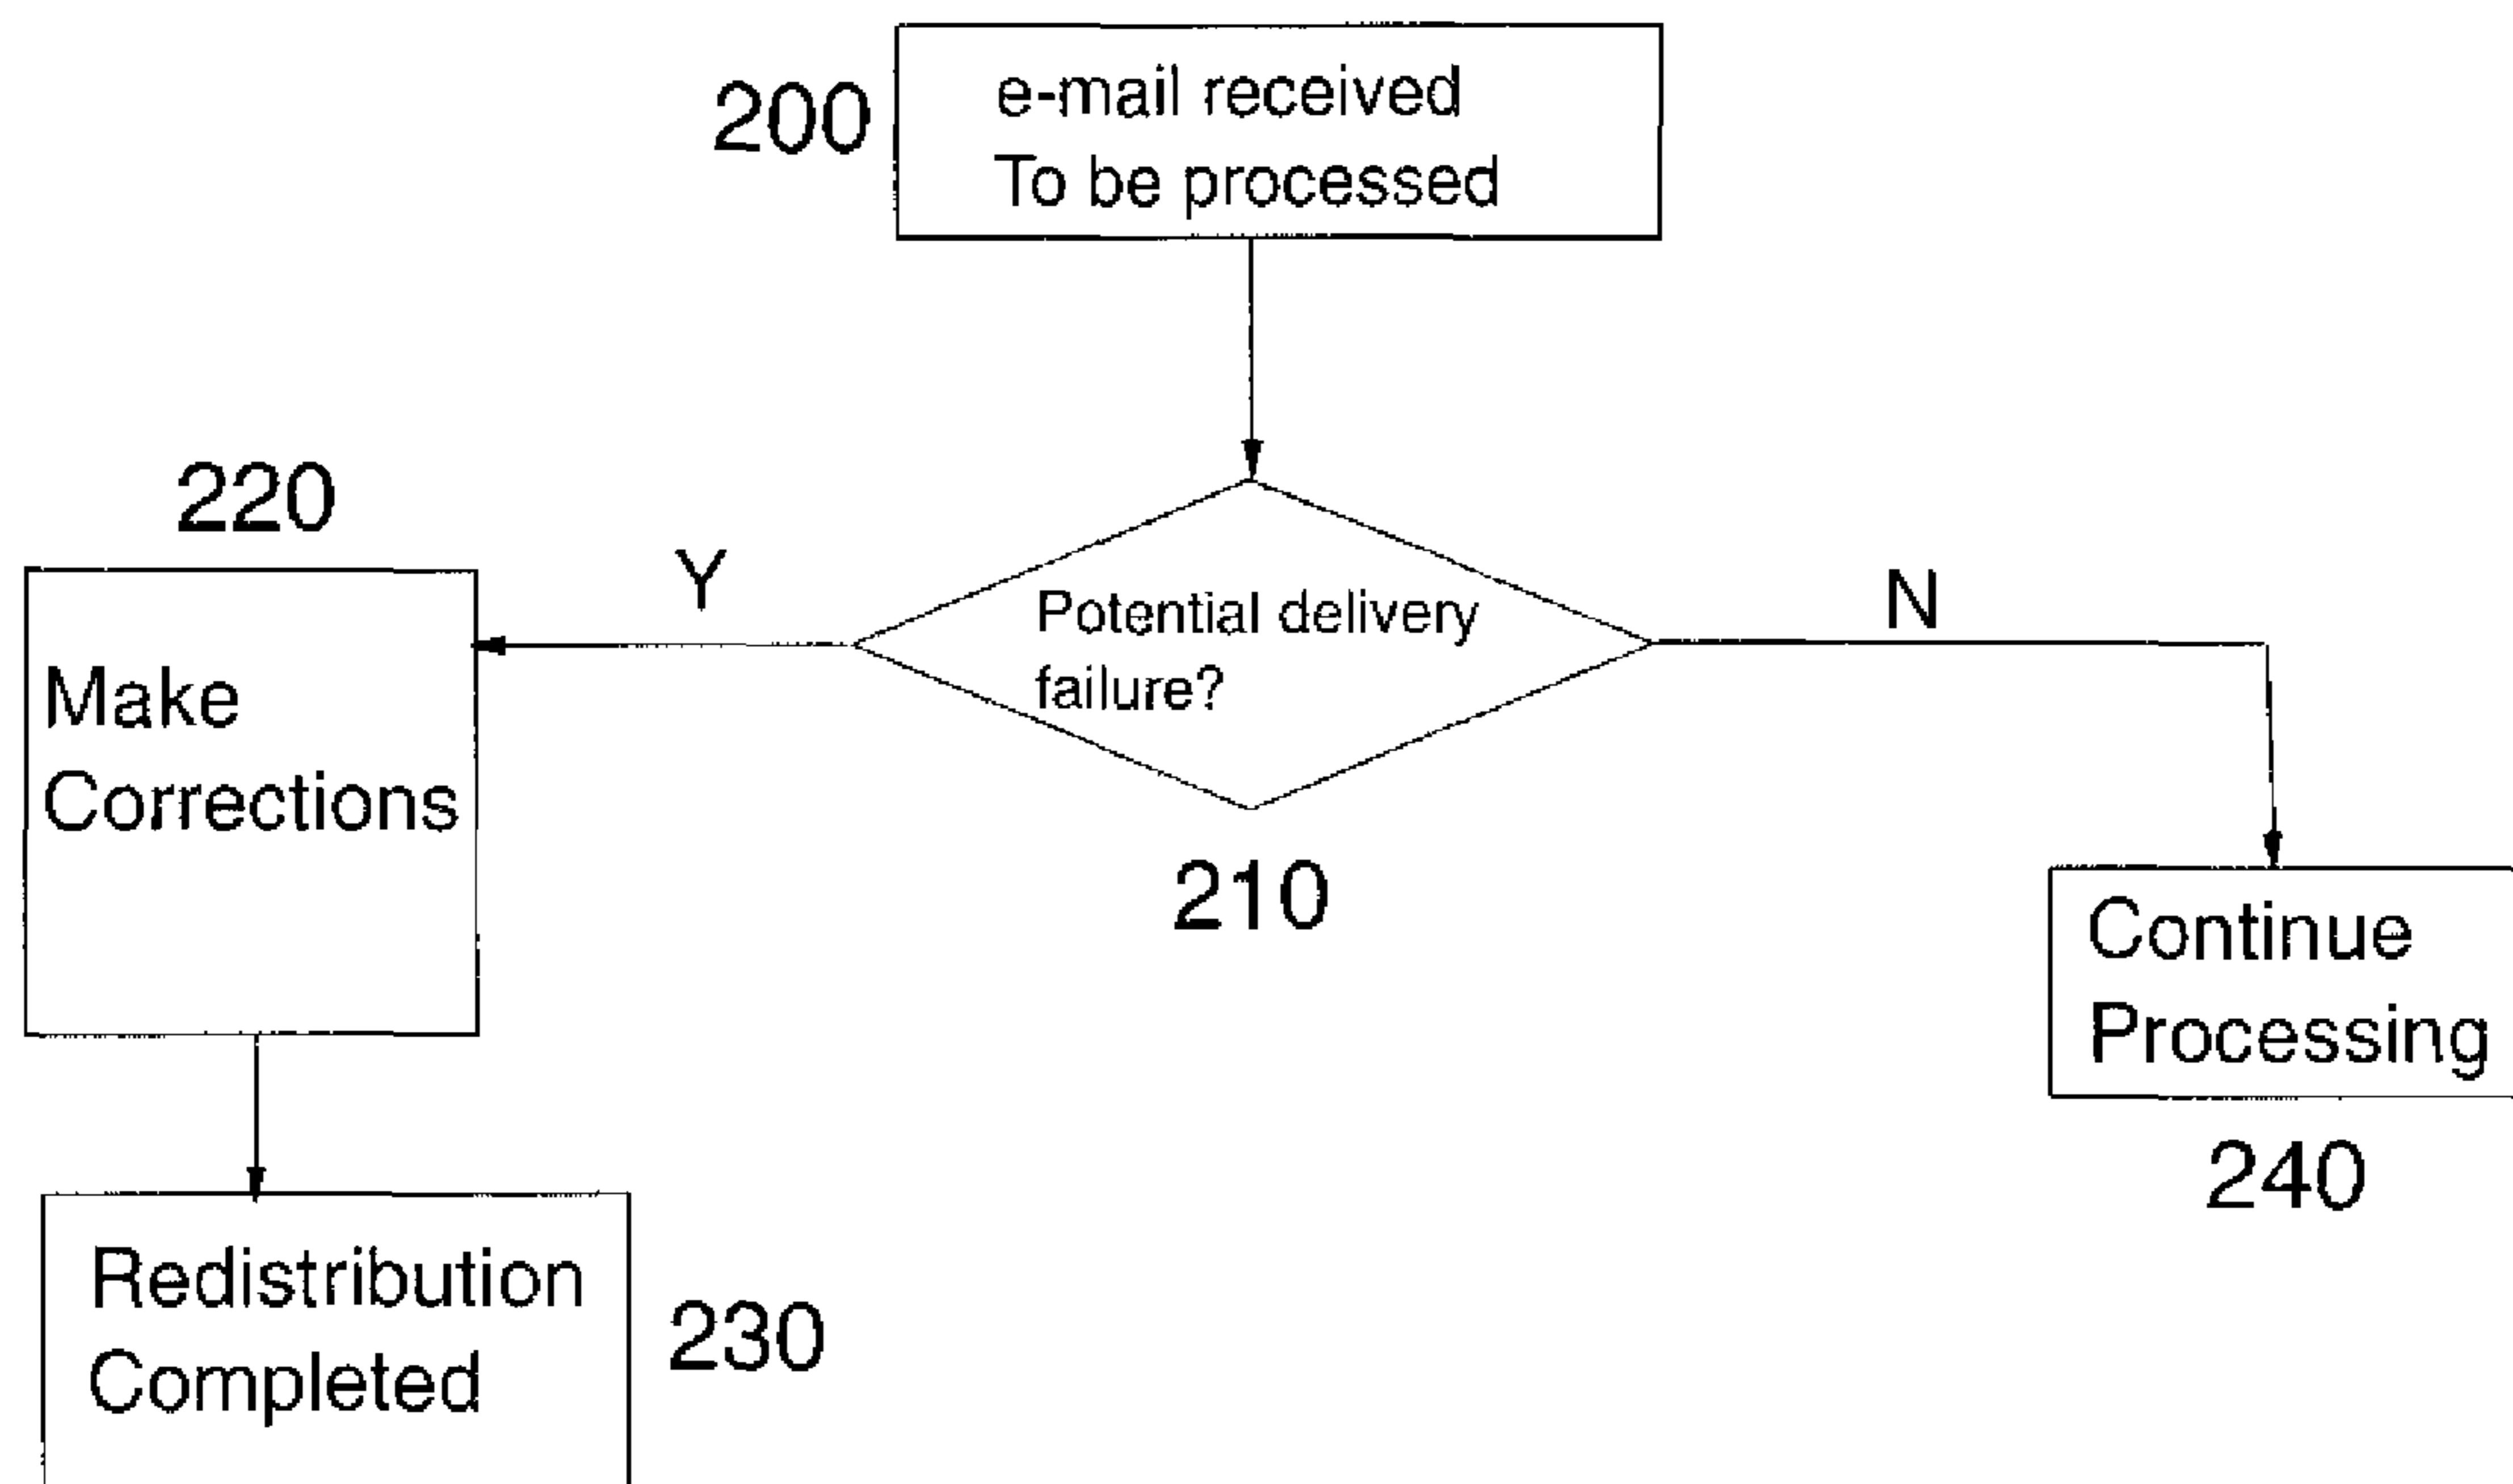 200
e-mail received
To be processed
220
Y
N
Potential delivery
failure?
Make
Corrections
210
Continue
Processing
240
Redistribution
Completed
230